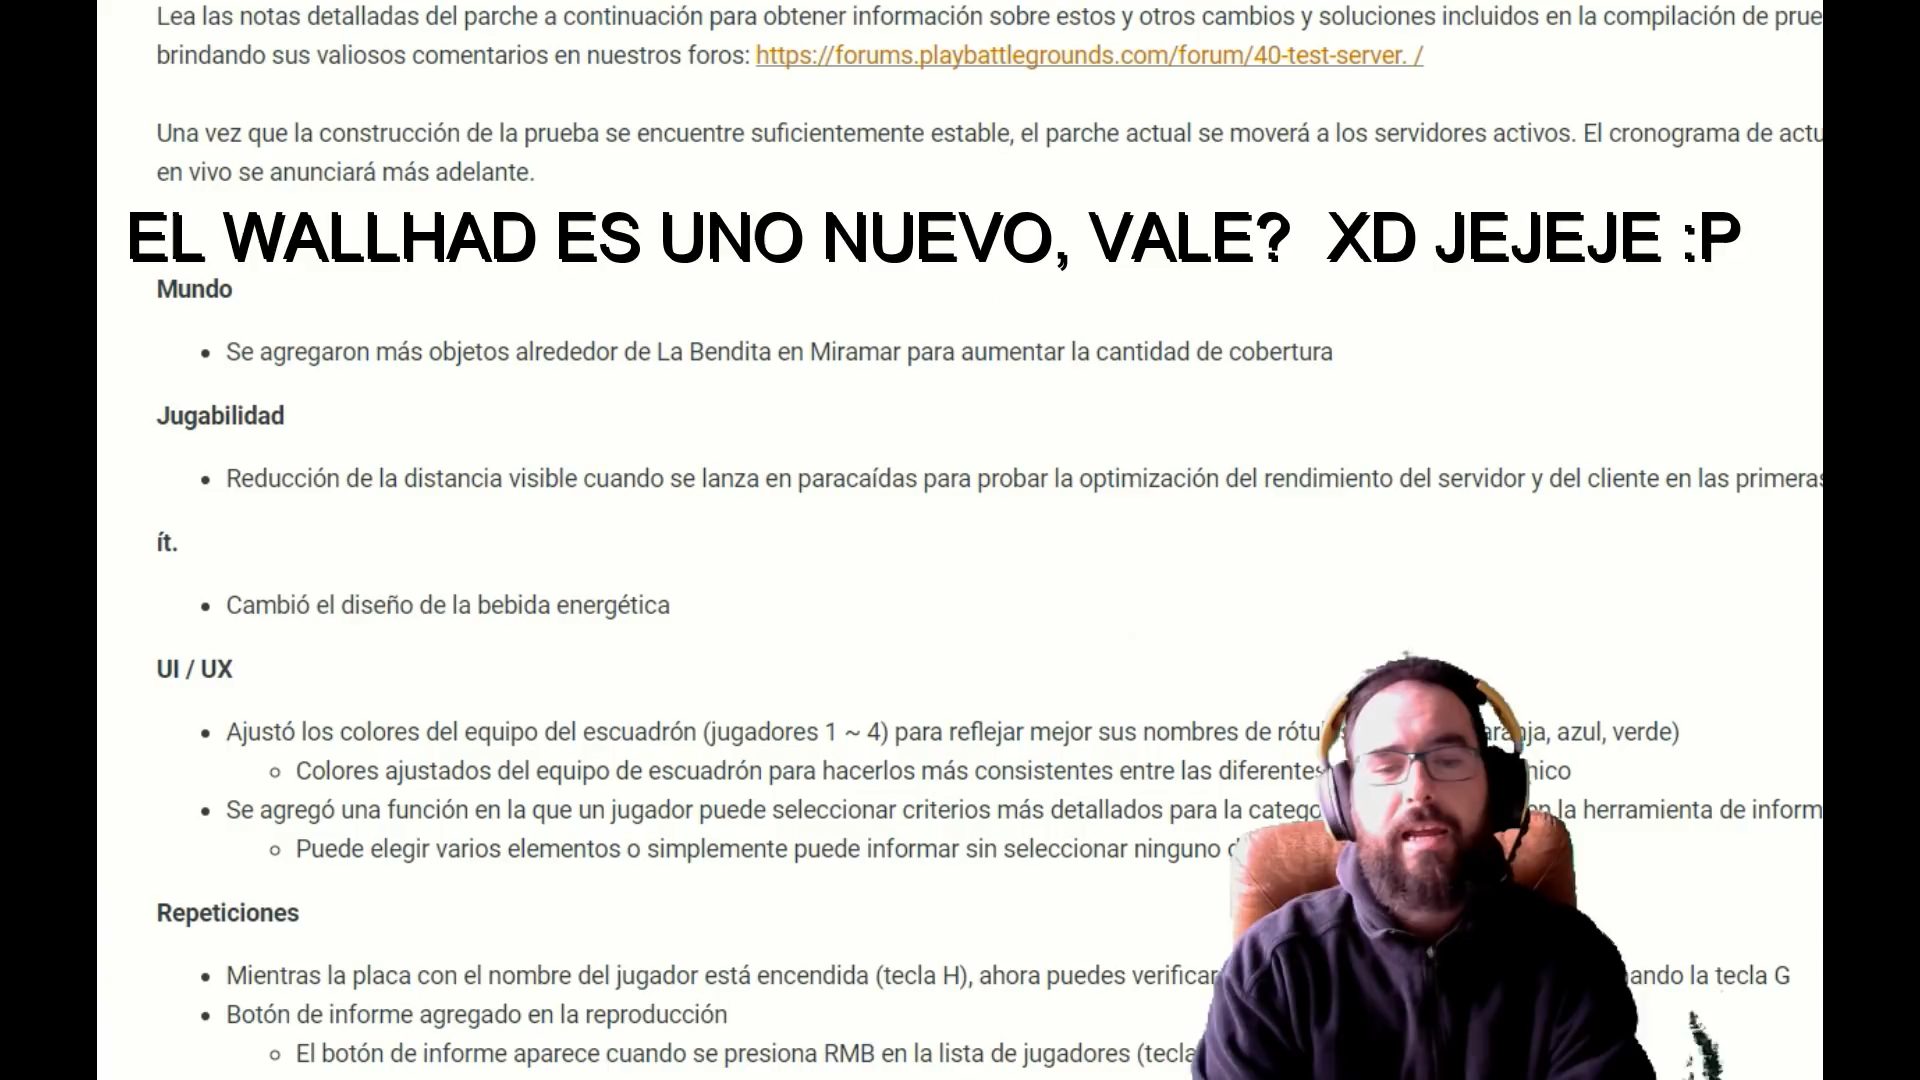 Lea las notas detalladas del parche a continuación para obtener información sobre estos y otros cambios y soluciones incluidos en la compilación de prue
brindando sus valiosos comentarios en nuestros foros: https://forums.playbattlegrounds.com/forum/40-test-server. /
Una vez que la construcción de la prueba se encuentre suficientemente estable, el parche actual se moverá a los servidores activos. El cronograma de actu
en vivo se anunciará más adelante.
EL WALLHAD ES UNO NUEVO, VALE? XD JEJEJE :P
Mundo
• Se agregaron más objetos alrededor de La Bendita en Miramar para aumentar la cantidad de cobertura
Jugabilidad
• Reducción de la distancia visible cuando se lanza en paracaídas para probar la optimización del rendimiento del servidor y del cliente en las primeras
ít.
• Cambió el diseño de la bebida energética
UI / UX
• Ajustó los colores del equipo del escuadrón (jugadores 1 ~ 4) para reflejar mejor sus nombres de rótu aranja, azul, verde)
○ Colores ajustados del equipo de escuadrón para hacerlos más consistentes entre las diferentes nico
• Se agregó una función en la que un jugador puede seleccionar criterios más detallados para la catego en la herramienta de inform
○ Puede elegir varios elementos o simplemente puede informar sin seleccionar ninguno
Repeticiones
• Mientras la placa con el nombre del jugador está encendida (tecla H), ahora puedes verificar ando la tecla G
• Botón de informe agregado en la reproducción
○ El botón de informe aparece cuando se presiona RMB en la lista de jugadores (tecla